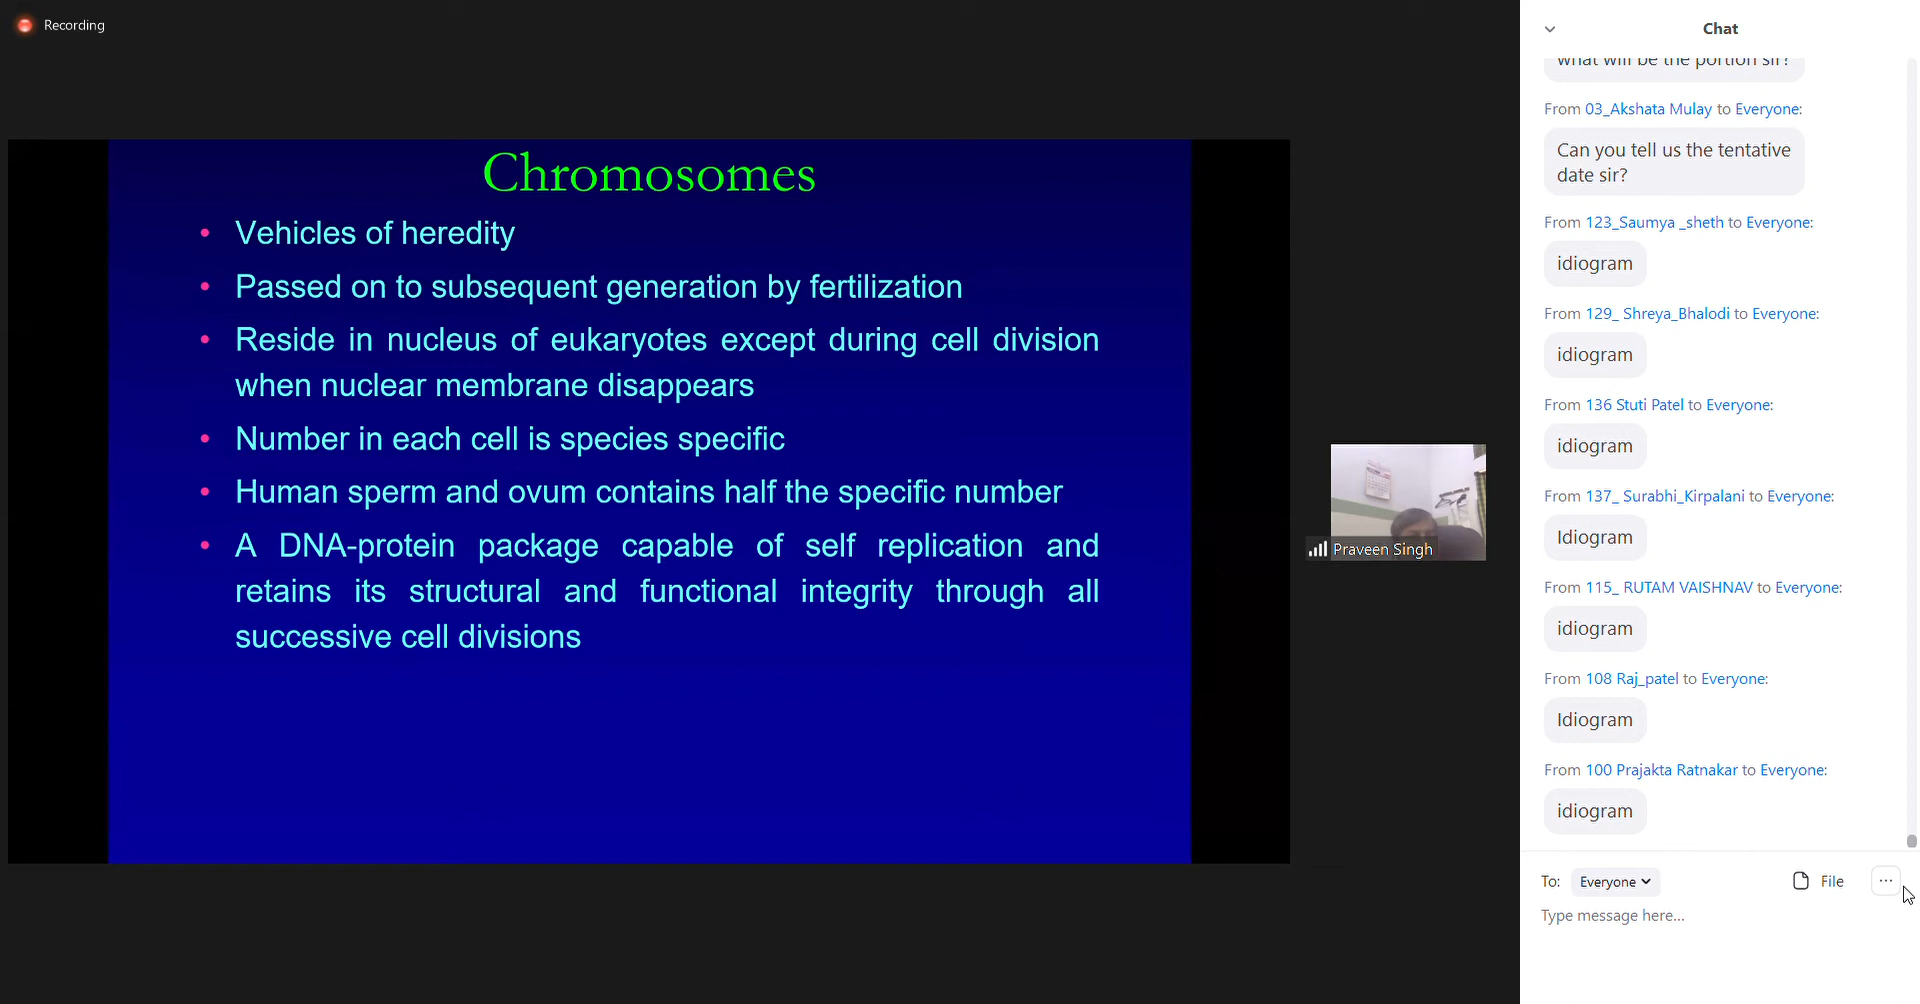 Recording
Chromosomes
• Vehicles of heredity
• Passed on to subsequent generation by fertilization
• Reside in nucleus of eukaryotes except during cell division
when nuclear membrane disappears
• Number in each cell is species specific
• Human sperm and ovum contains half the specific number
• A DNA-protein package capable of self replication and
retains its structural and functional integrity through all
successive cell divisions
Praveen Singh
Chat
what will be the portion sir?
From 03_Akshata Mulay to Everyone:
Can you tell us the tentative
date sir?
From 123_Saumya _sheth to Everyone:
idiogram
From 129_ Shreya_Bhalodi to Everyone:
idiogram
From 136 Stuti Patel to Everyone:
idiogram
From 137_ Surabhi_Kirpalani to Everyone:
Idiogram
From 115_ RUTAM VAISHNAV to Everyone:
idiogram
From 108 Raj_patel to Everyone:
Idiogram
From 100 Prajakta Ratnakar to Everyone:
idiogram
To: Everyone File ...
Type message here...